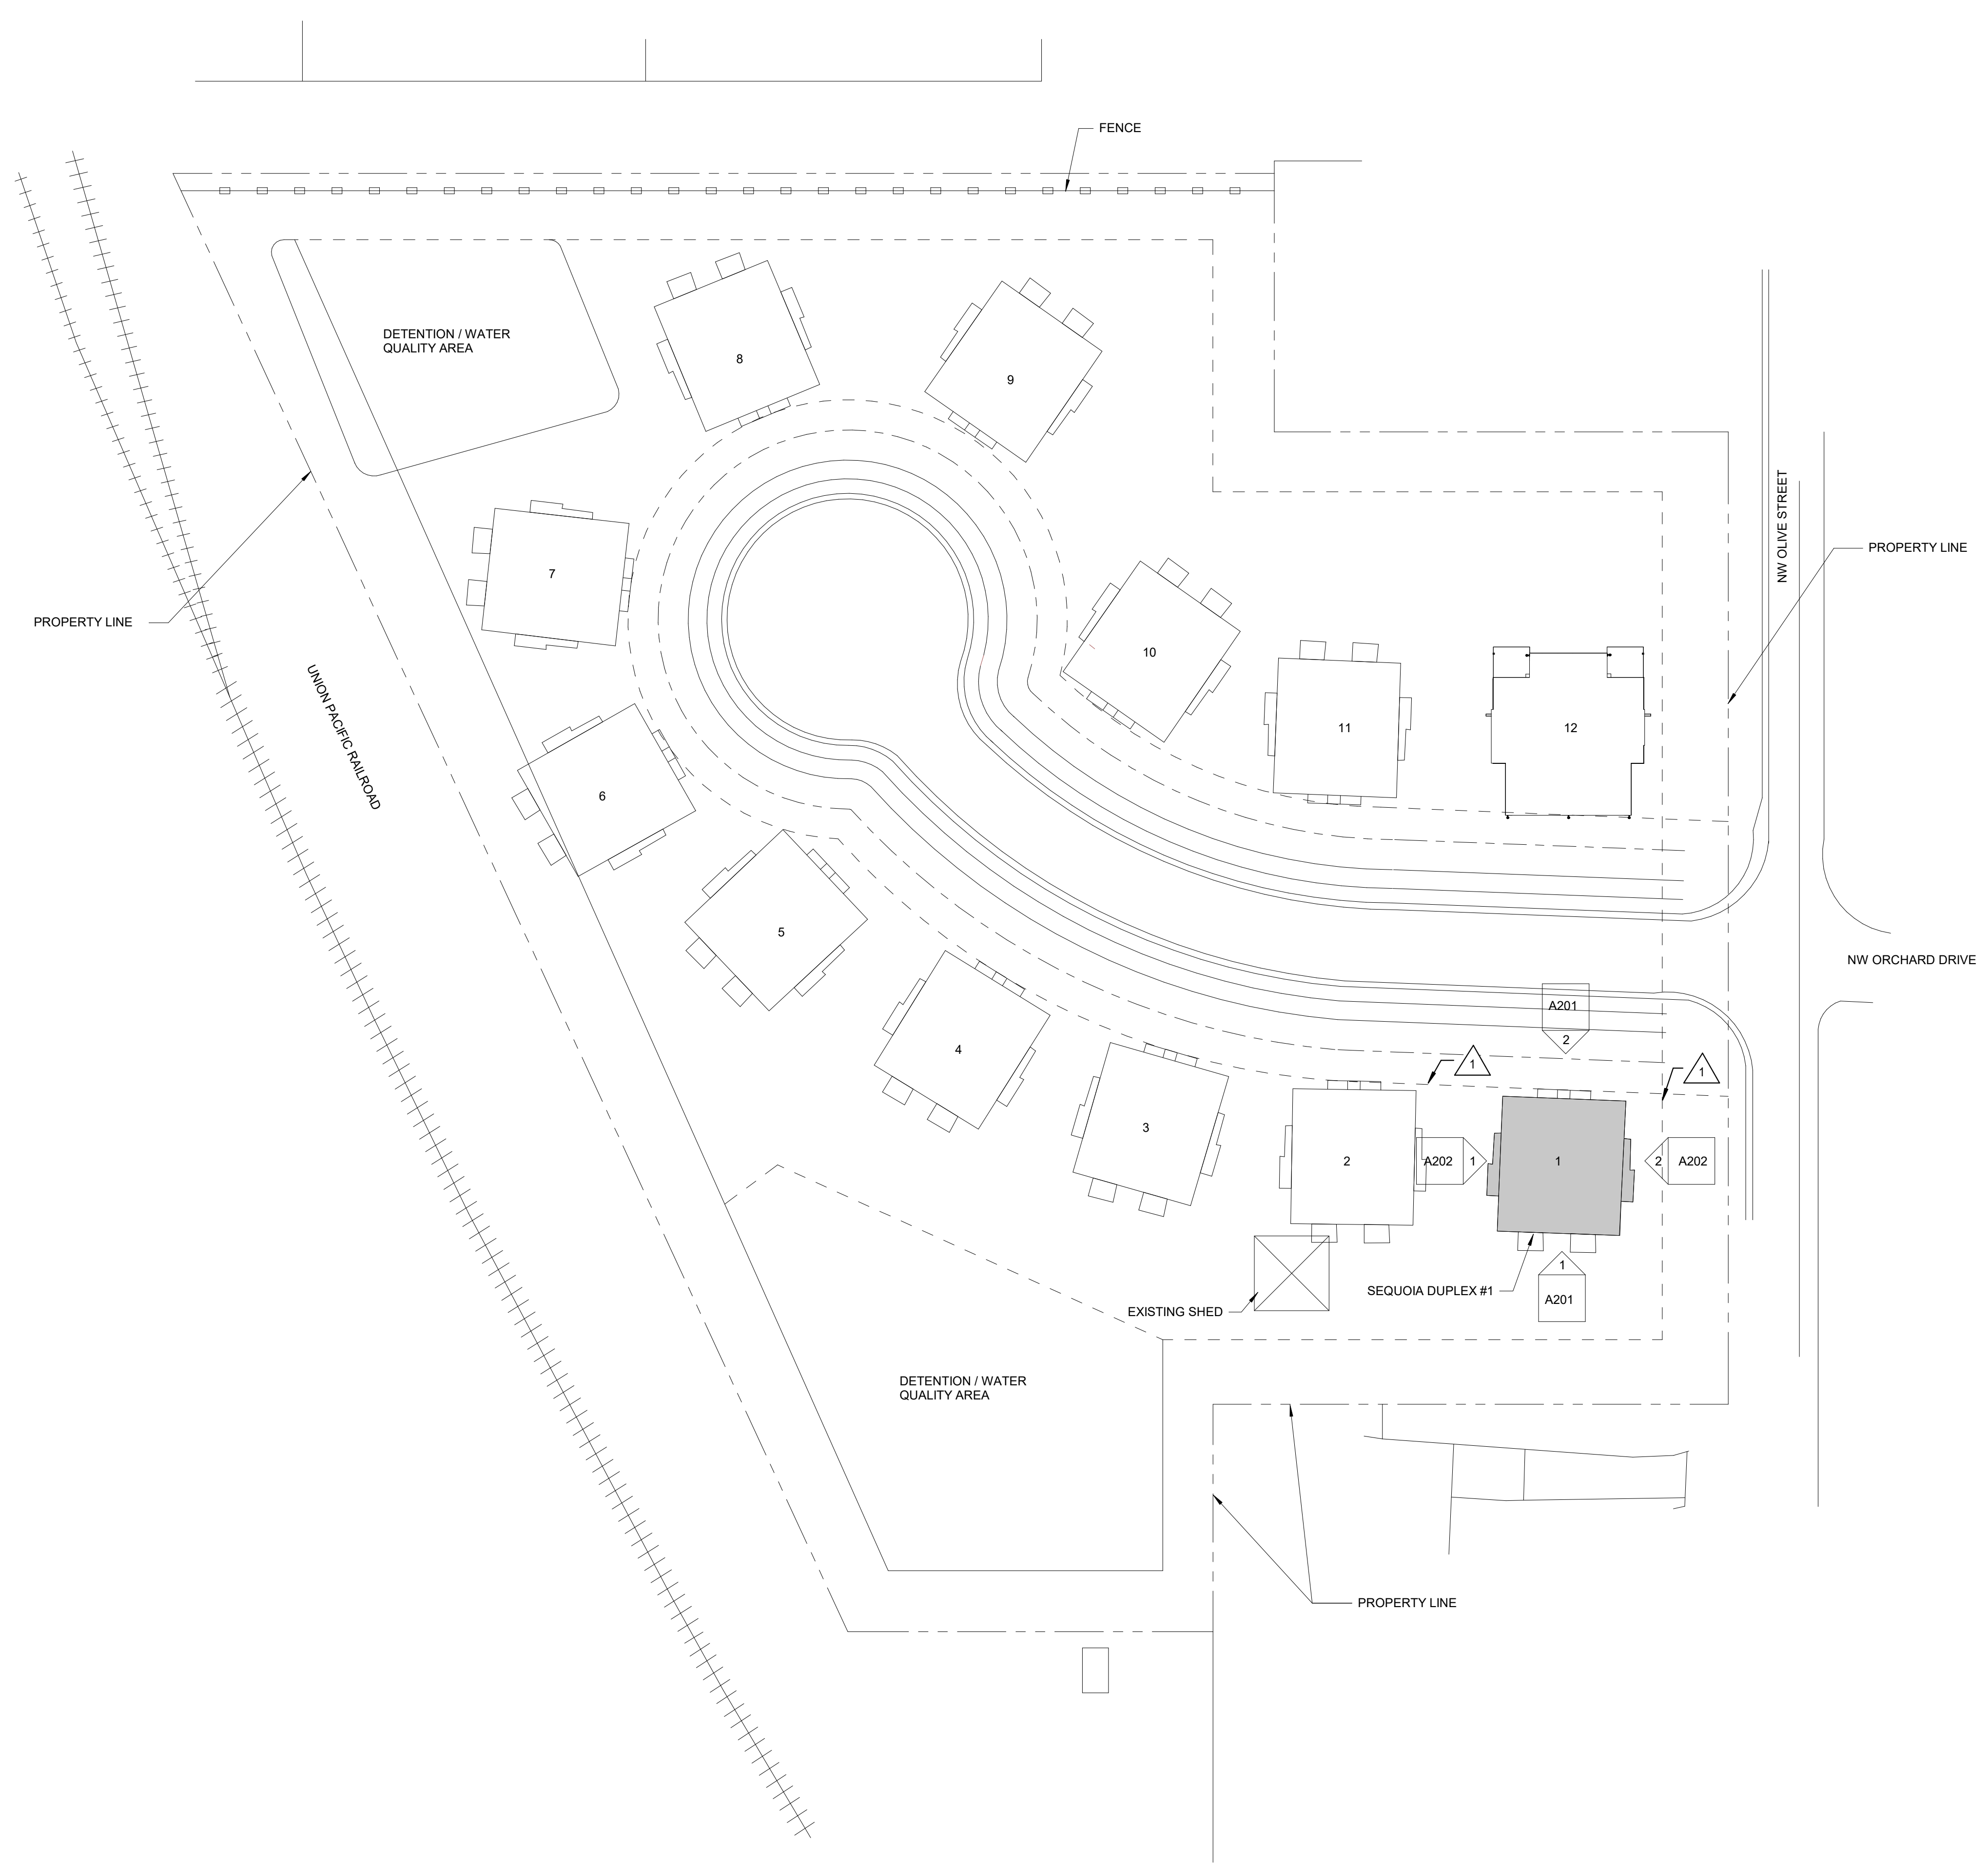 FENCE
DETENTION / WATER
QUALITY AREA
8
9
NW OLIVE STREET
PROPERTY LINE
7
PROPERTY LINE
10
UNION PACIFIC RAILROAD
11
12
6
5
NW ORCHARD DRIVE
A201
2
4
1
1
3
2
A202
1
1
2
A202
1
SEQUOIA DUPLEX #1
A201
EXISTING SHED
DETENTION / WATER
QUALITY AREA
PROPERTY LINE